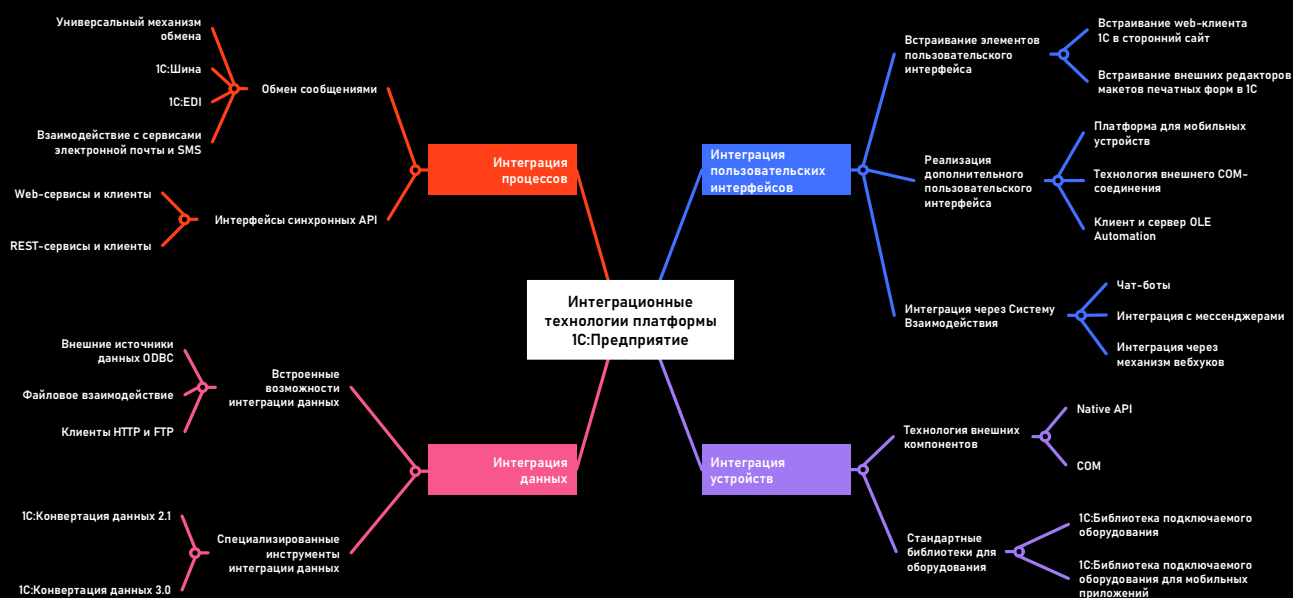 Интеграционные
технологии платформы
1С:Предприятие
Интеграция
процессов
Обмен сообщениями
Универсальный механизм
обмена
1С:Шина
1С:EDI
Взаимодействие с сервисами
электронной почты и SMS
Интерфейсы синхронных API
Web-сервисы и клиенты
REST-сервисы и клиенты
Интеграция
данных
Встроенные
возможности
интеграции данных
Внешние источники
данных ODBC
Файловое взаимодействие
Клиенты HTTP и FTP
Специализированные
инструменты
интеграции данных
1С:Конвертация данных 2.1
1С:Конвертация данных 3.0
Интеграция
пользовательских
интерфейсов
Встраивание элементов
пользовательского
интерфейса
Встраивание web-клиента
1С в сторонний сайт
Встраивание внешних редакторов
макетов печатных форм в 1С
Реализация
дополнительного
пользовательского
интерфейса
Платформа для мобильных
устройств
Технология внешнего COM-
соединения
Клиент и сервер OLE
Automation
Интеграция через Систему
Взаимодействия
Чат-боты
Интеграция с мессенджерами
Интеграция через
механизм вебхуков
Интеграция
устройств
Технология внешних
компонентов
Native API
COM
Стандартные
библиотеки для
оборудования
1С:Библиотека подключаемого
оборудования
1С:Библиотека подключаемого
оборудования для мобильных
приложений